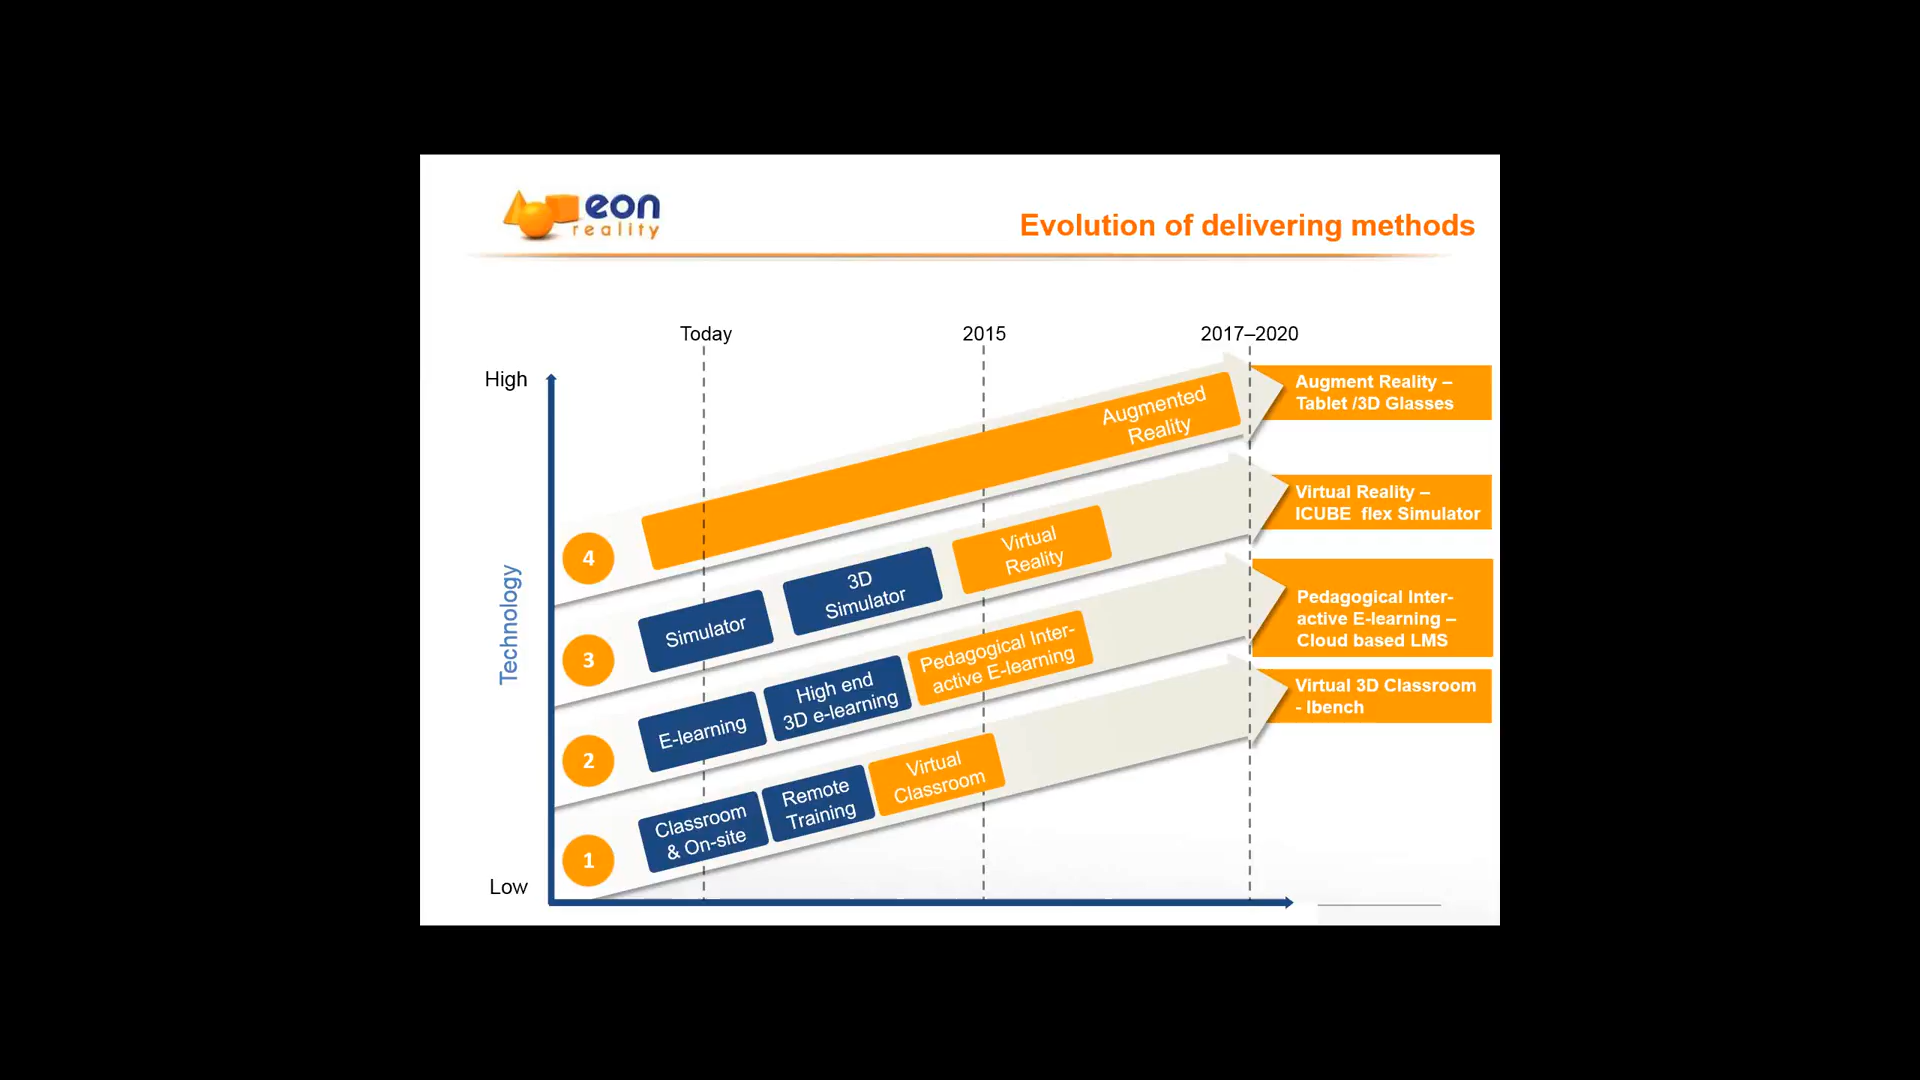 eon
reality
Evolution of delivering methods
Today
2015
2017–2020
High
Technology
Low
4
Augmented
Reality
Augment Reality –
Tablet /3D Glasses
3
Simulator
3D
Simulator
Virtual
Reality
Virtual Reality –
ICUBE  flex Simulator
2
E-learning
High end
3D e-learning
Pedagogical Inter-
active E-learning
Pedagogical Inter-
active E-learning –
Cloud based LMS
1
Classroom
& On-site
Remote
Training
Virtual
Classroom
Virtual 3D Classroom
- Ibench